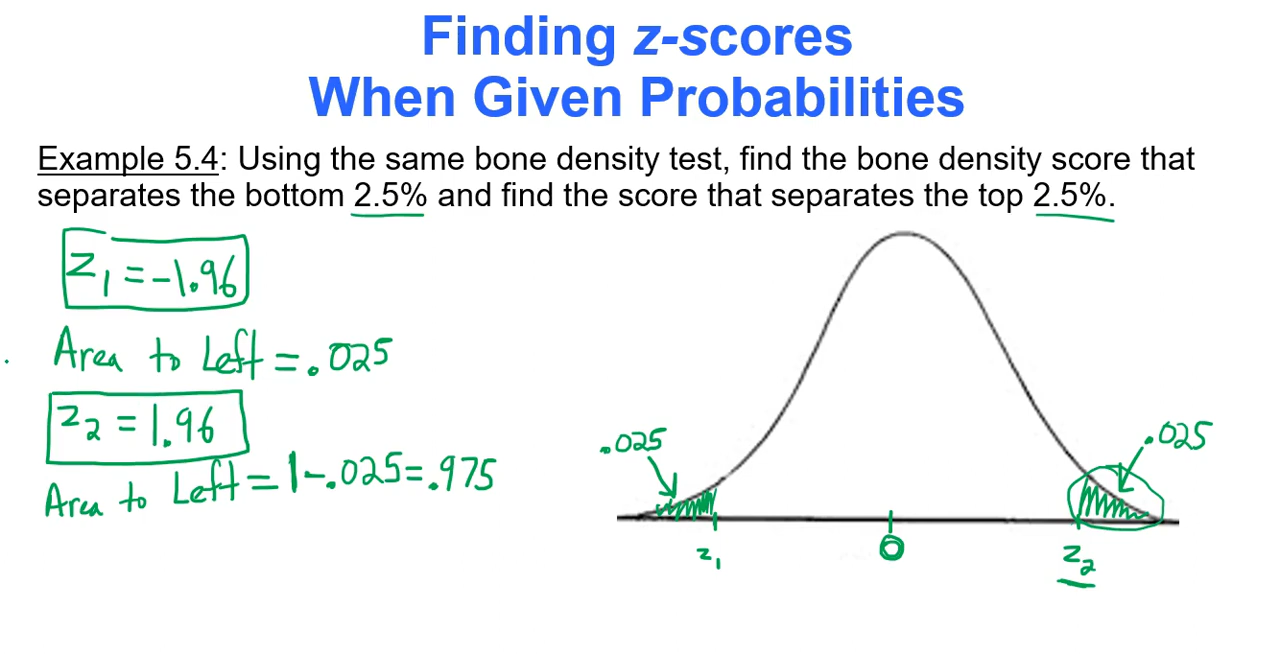 Finding z-scores
When Given Probabilities
Example 5.4: Using the same bone density test, find the bone density score that
separates the bottom 2.5% and find the score that separates the top 2.5%.
z₁ = -1.96
Area to Left = .025
z₂ = 1.96
Area to Left = 1-.025=.975
.025
.025
z₁
0
z₂